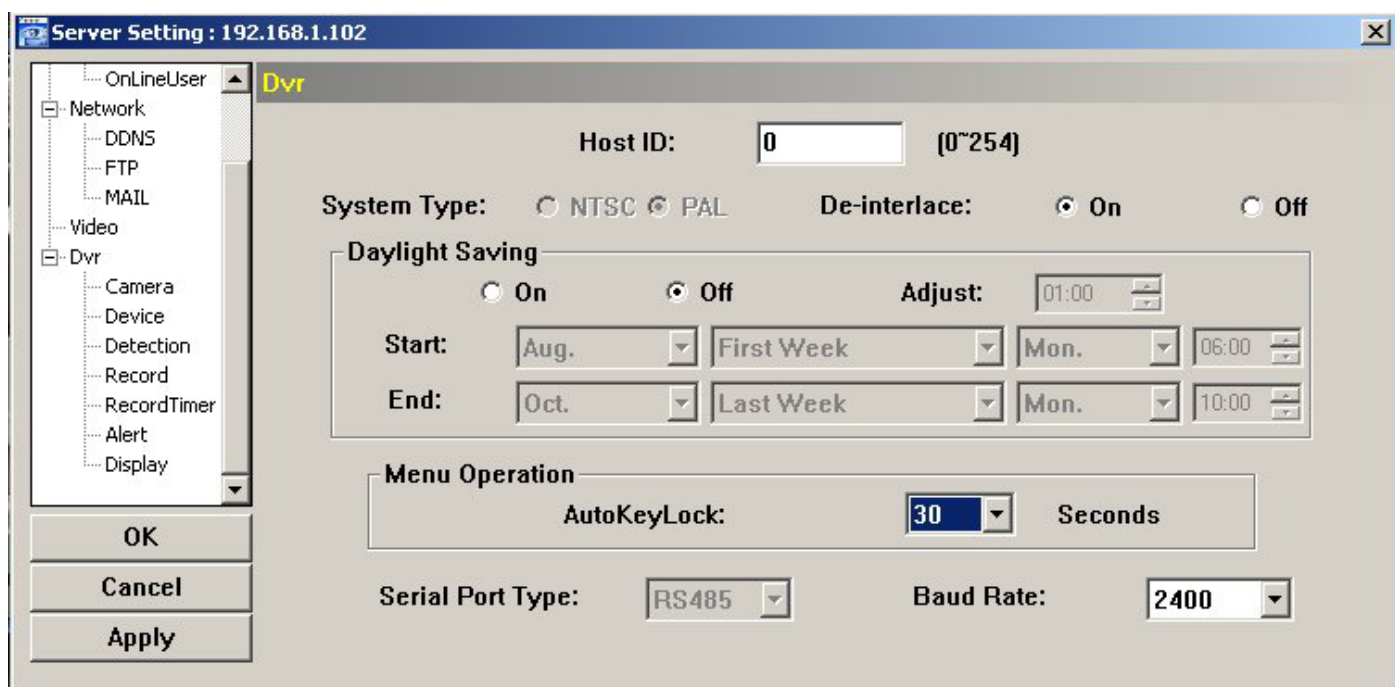 Server Setting : 192.168.1.102
OnLineUser
Network
DDNS
FTP
MAIL
Video
Dvr
Camera
Device
Detection
Record
RecordTimer
Alert
Display
OK
Cancel
Apply
Dvr
Host ID: 0 (0~254)
System Type: NTSC PAL De-interlace: On Off
Daylight Saving
On Off Adjust: 01:00
Start: Aug. First Week Mon. 06:00
End: Oct. Last Week Mon. 10:00
Menu Operation
AutoKeyLock: 30 Seconds
Serial Port Type: RS485 Baud Rate: 2400